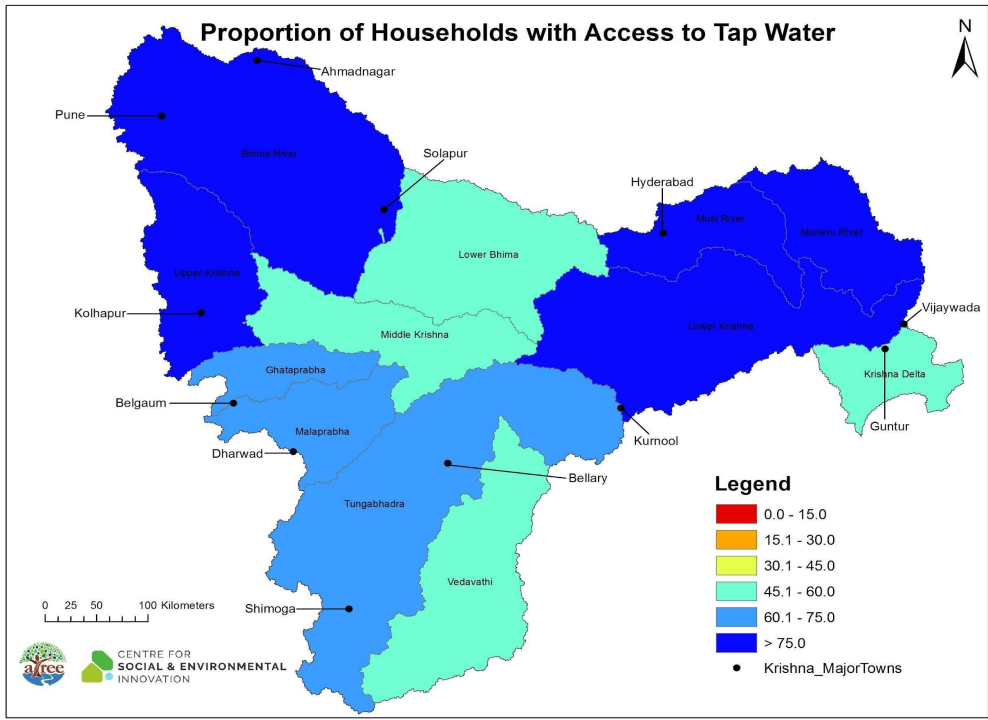 Proportion of Households with Access to Tap Water
N
Ahmadnagar
Pune
Bhima River
Solapur
Hyderabad
Musi River
Muneru River
Lower Bhima
Upper Krishna
Kolhapur
Middle Krishna
Lower Krishna
Vijaywada
Ghataprabha
Krishna Delta
Belgaum
Malaprabha
Kurnool
Guntur
Dharwad
Bellary
Tungabhadra
Vedavathi
Shimoga
Legend
0.0 - 15.0
15.1 - 30.0
30.1 - 45.0
45.1 - 60.0
60.1 - 75.0
> 75.0
Krishna_MajorTowns
0 25 50 100 Kilometers
atree
CENTRE FOR
SOCIAL & ENVIRONMENTAL
INNOVATION